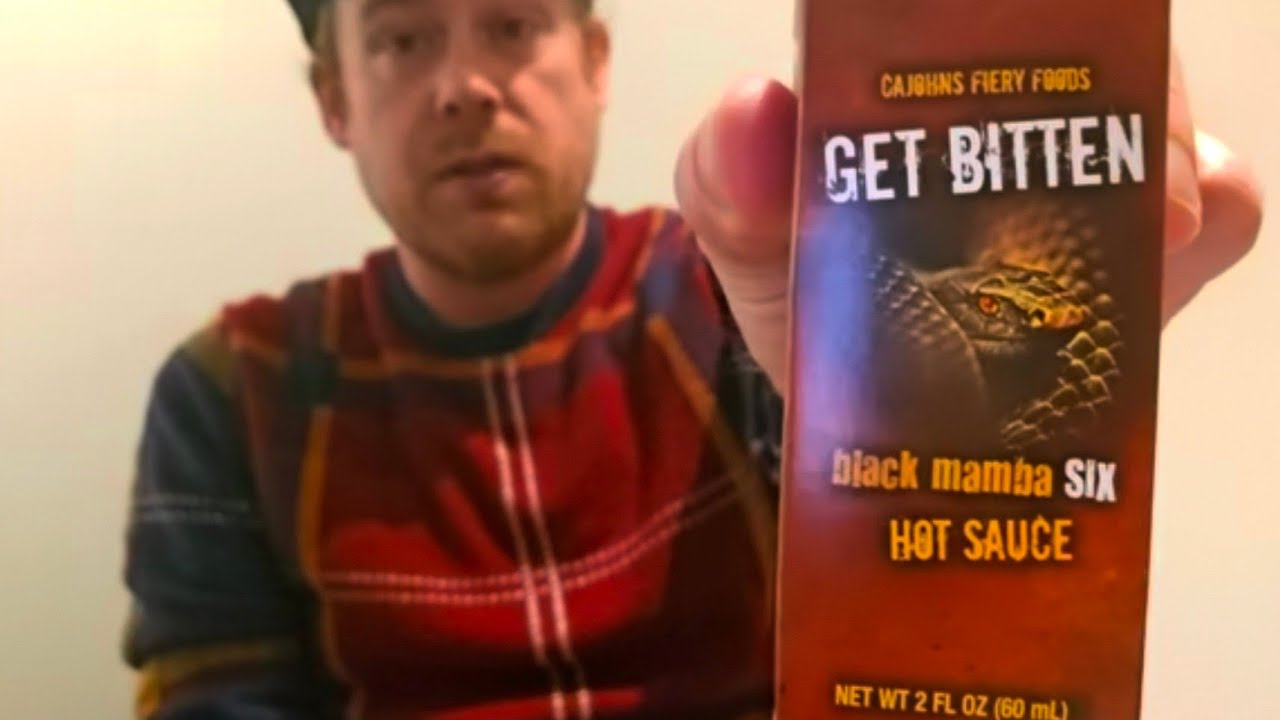 CAJOHNS FIERY FOODS
GET BITTEN
black mamba SIX
HOT SAUCE
NET WT 2 FL OZ (60 mL)